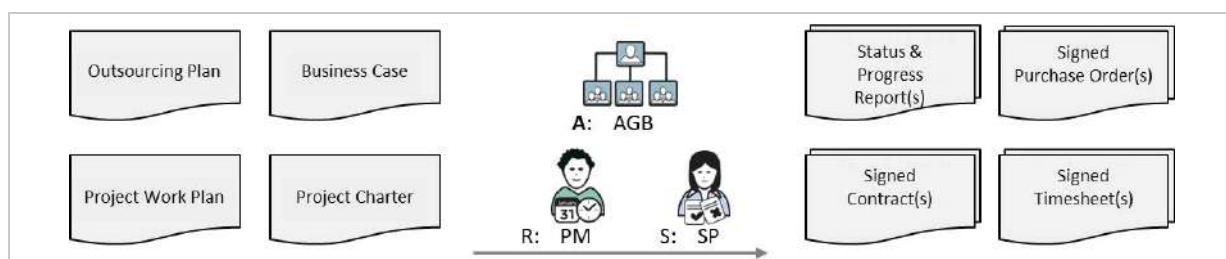 Outsourcing Plan
Business Case
Project Work Plan
Project Charter
A: AGB
31
R: PM
S: SP
Status &
Progress
Report(s)
Signed
Purchase Order(s)
Signed
Contract(s)
Signed
Timesheet(s)